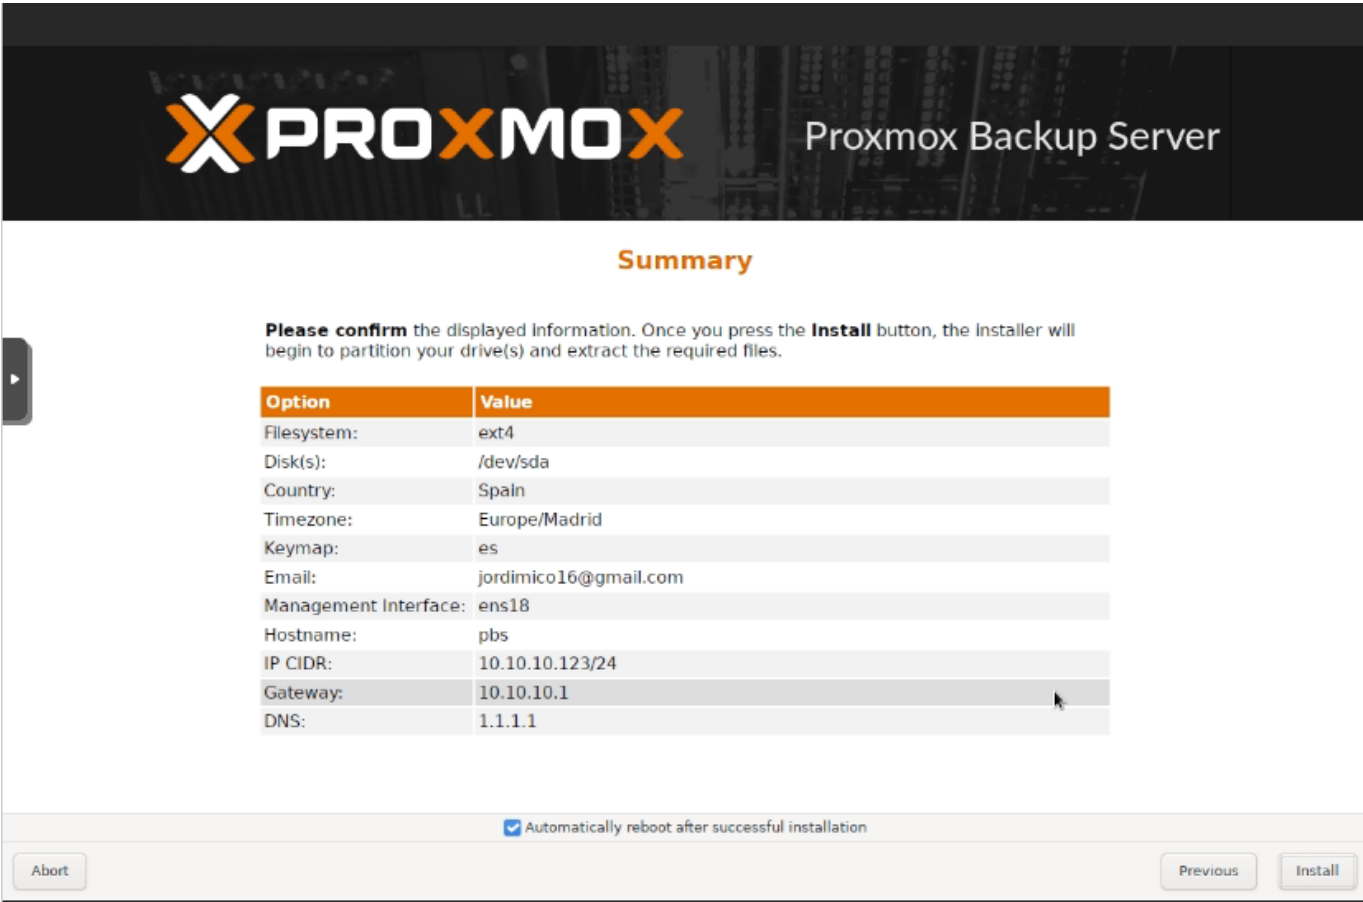 PROXMOX Proxmox Backup Server
Summary
Please confirm the displayed information. Once you press the Install button, the installer will
begin to partition your drive(s) and extract the required files.
Option Value
Filesystem: ext4
Disk(s): /dev/sda
Country: Spain
Timezone: Europe/Madrid
Keymap: es
Email: jordimico16@gmail.com
Management Interface: ens18
Hostname: pbs
IP CIDR: 10.10.10.123/24
Gateway: 10.10.10.1
DNS: 1.1.1.1
Automatically reboot after successful installation
Abort Previous Install